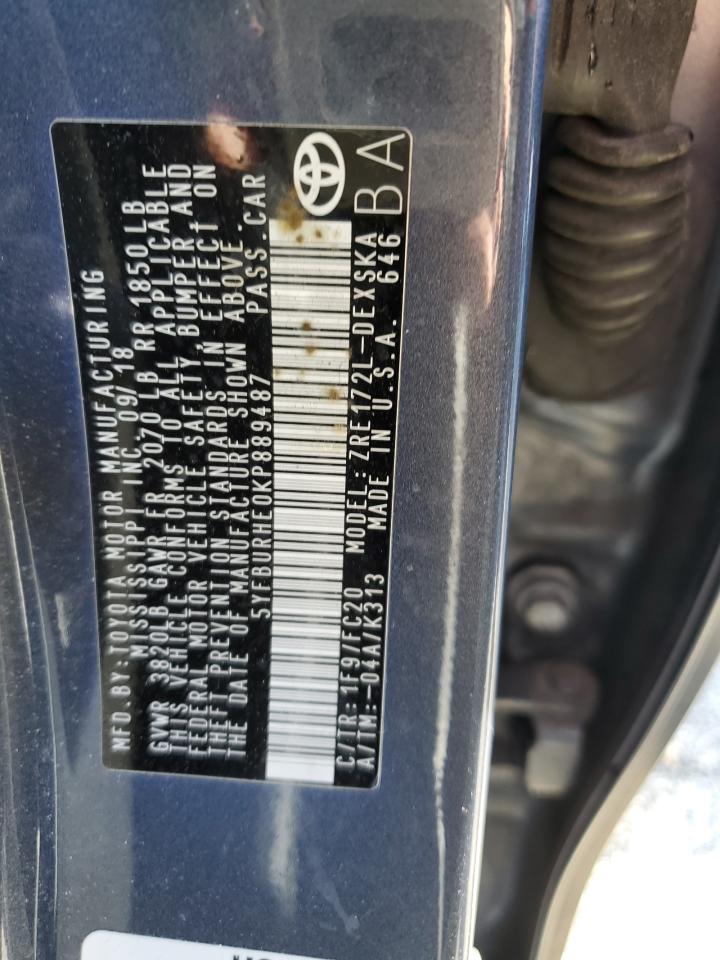 MFD.BY:TOYOTA MOTOR MANUFACTURING
MISSISSIPPI INC. 09/18
GVWR 3820LB GAWR FR 2070 LB RR 1850 LB
THIS VEHICLE CONFORMS TO ALL APPLICABLE
FEDERAL MOTOR VEHICLE SAFETY, BUMPER AND
THEFT PREVENTION STANDARDS IN EFFECT ON
THE DATE OF MANUFACTURE SHOWN ABOVE.
5YFBURHE0KP889487 PASS.CAR
C/TR:1F9/FC20 MODEL:ZRE172L-DEXSKA
A/TM:-04A/K313 MADE IN U.S.A. 646
BA